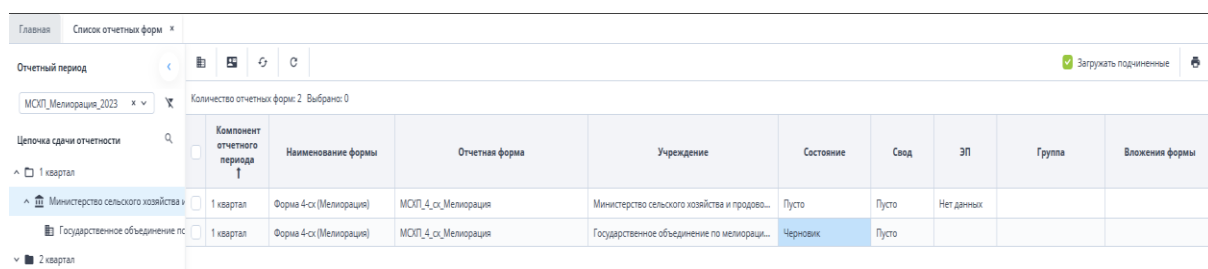 Главная Список отчетных форм ×
Отчетный период
Загружать подчиненные
МСХП_Мелиорация_2023 ×
Количество отчетных форм: 2 Выбрано: 0
Цепочка сдачи отчетности
Компонент отчетного периода ↑ Наименование формы Отчетная форма Учреждение Состояние Свод ЭП Группа Вложения формы
1 квартал
Министерство сельского хозяйства и
1 квартал Форма 4-сх (Мелиорация) МСХП_4_сх_Мелиорация Министерство сельского хозяйства и продово... Пусто Пусто Нет данных
Государственное объединение по
1 квартал Форма 4-сх (Мелиорация) МСХП_4_сх_Мелиорация Государственное объединение по мелиораци... Черновик Пусто
2 квартал